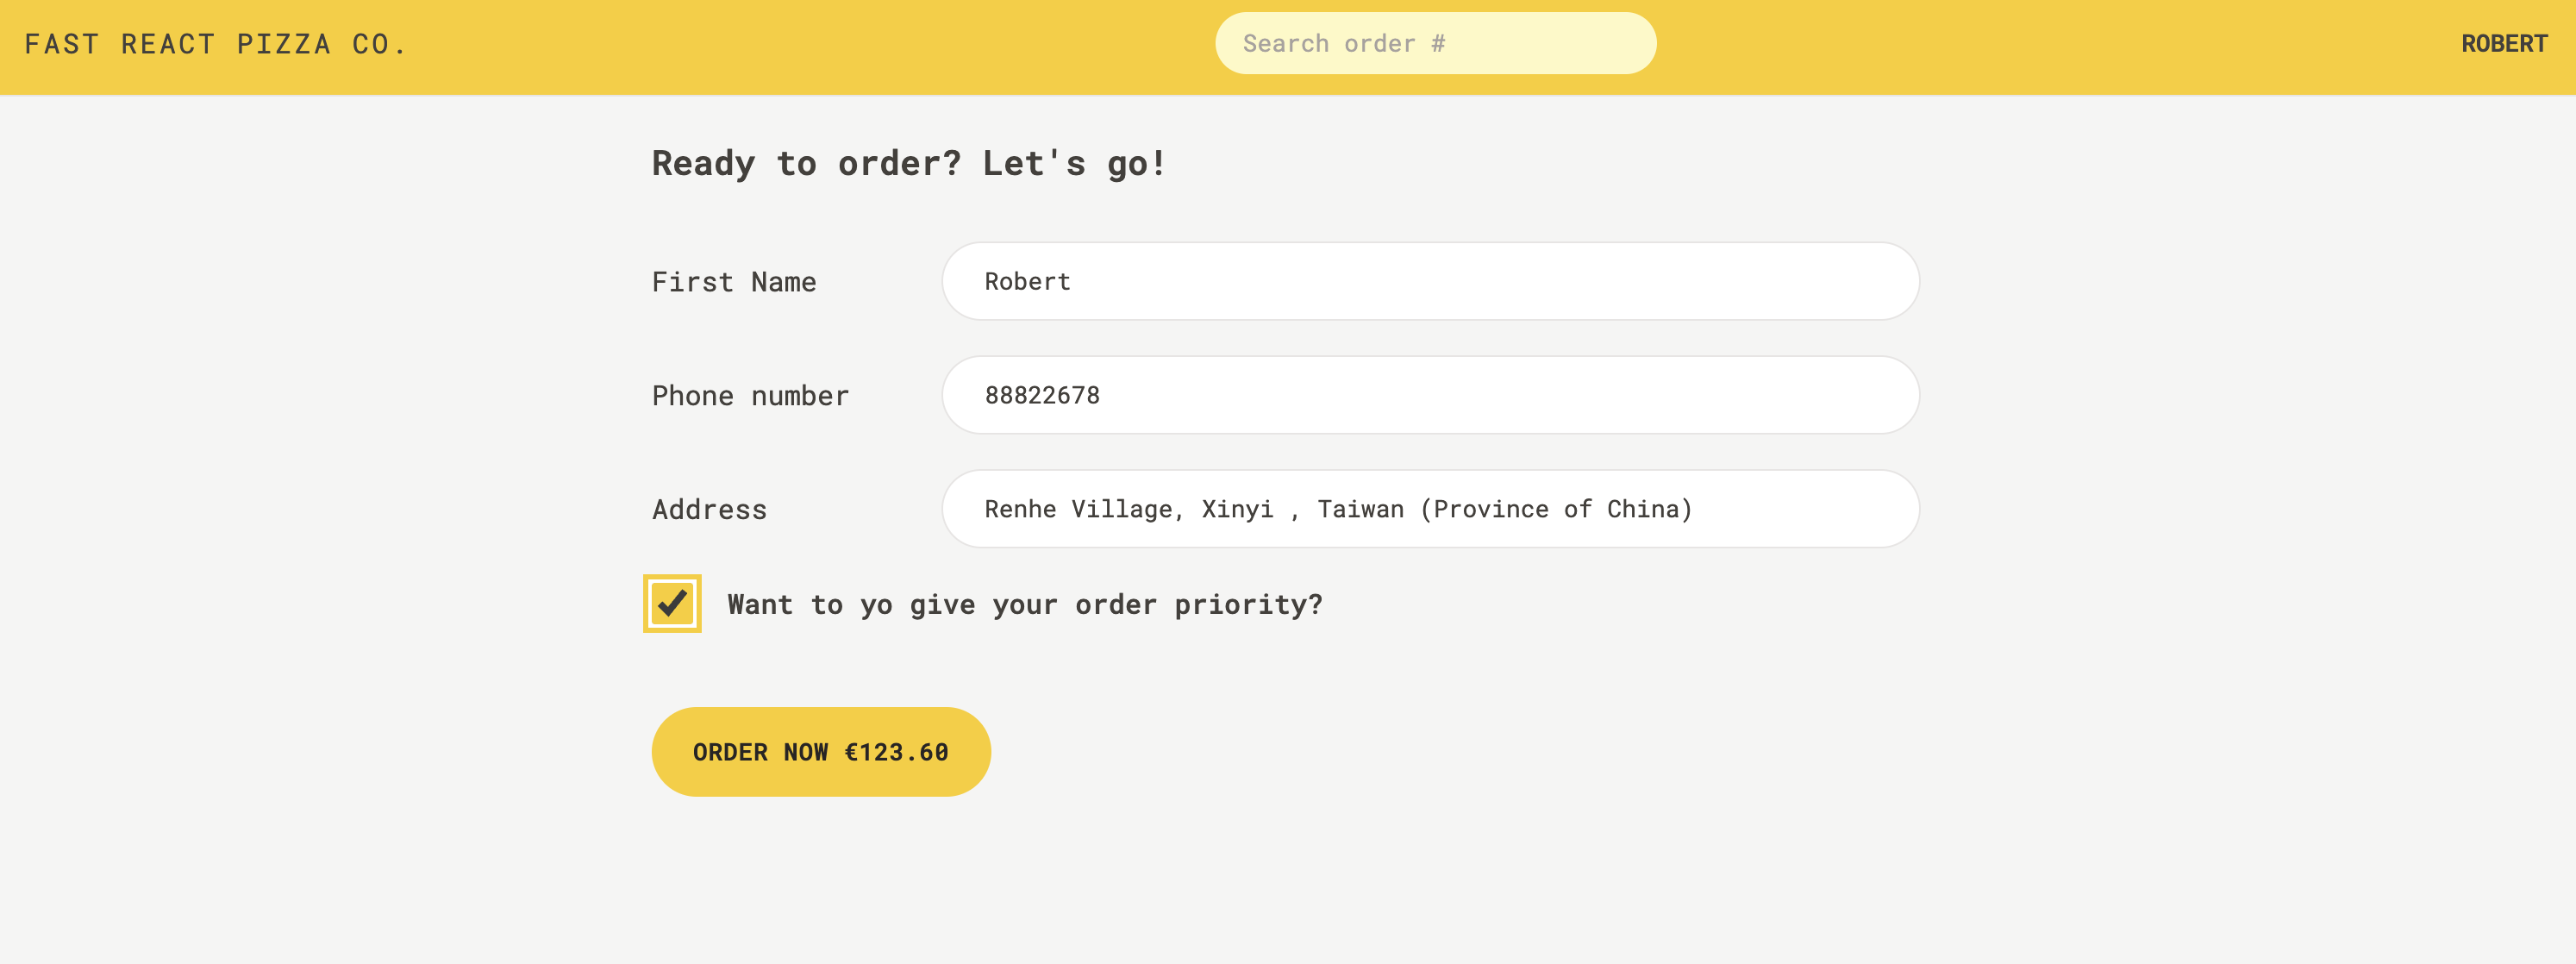 FAST REACT PIZZA CO.
Search order #
ROBERT
Ready to order? Let's go!
First Name
Robert
Phone number
88822678
Address
Renhe Village, Xinyi , Taiwan (Province of China)
Want to yo give your order priority?
ORDER NOW €123.60